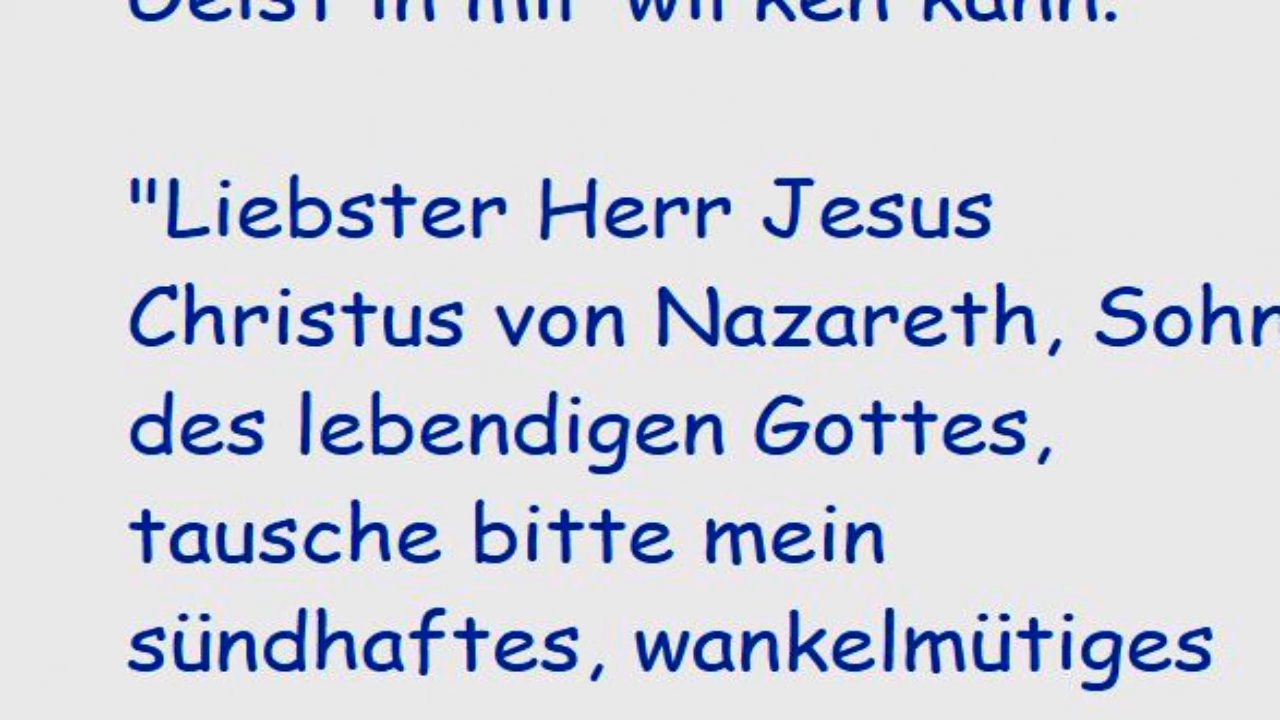 Geist in mir wirken kann.
"Liebster Herr Jesus
Christus von Nazareth, Sohn
des lebendigen Gottes,
tausche bitte mein
sündhaftes, wankelmütiges